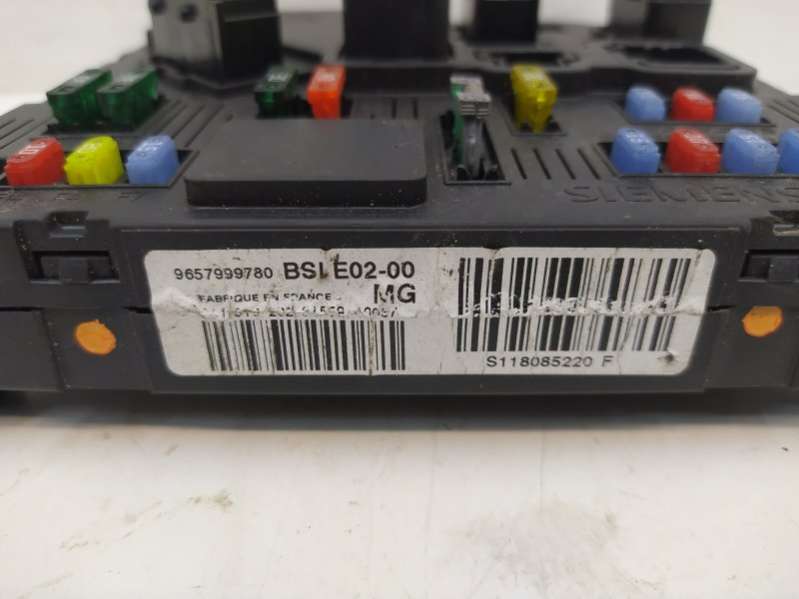 SIEMENS
9657999780 BSI E02-00
FABRIQUE EN FRANCE
MG
S118085220 F